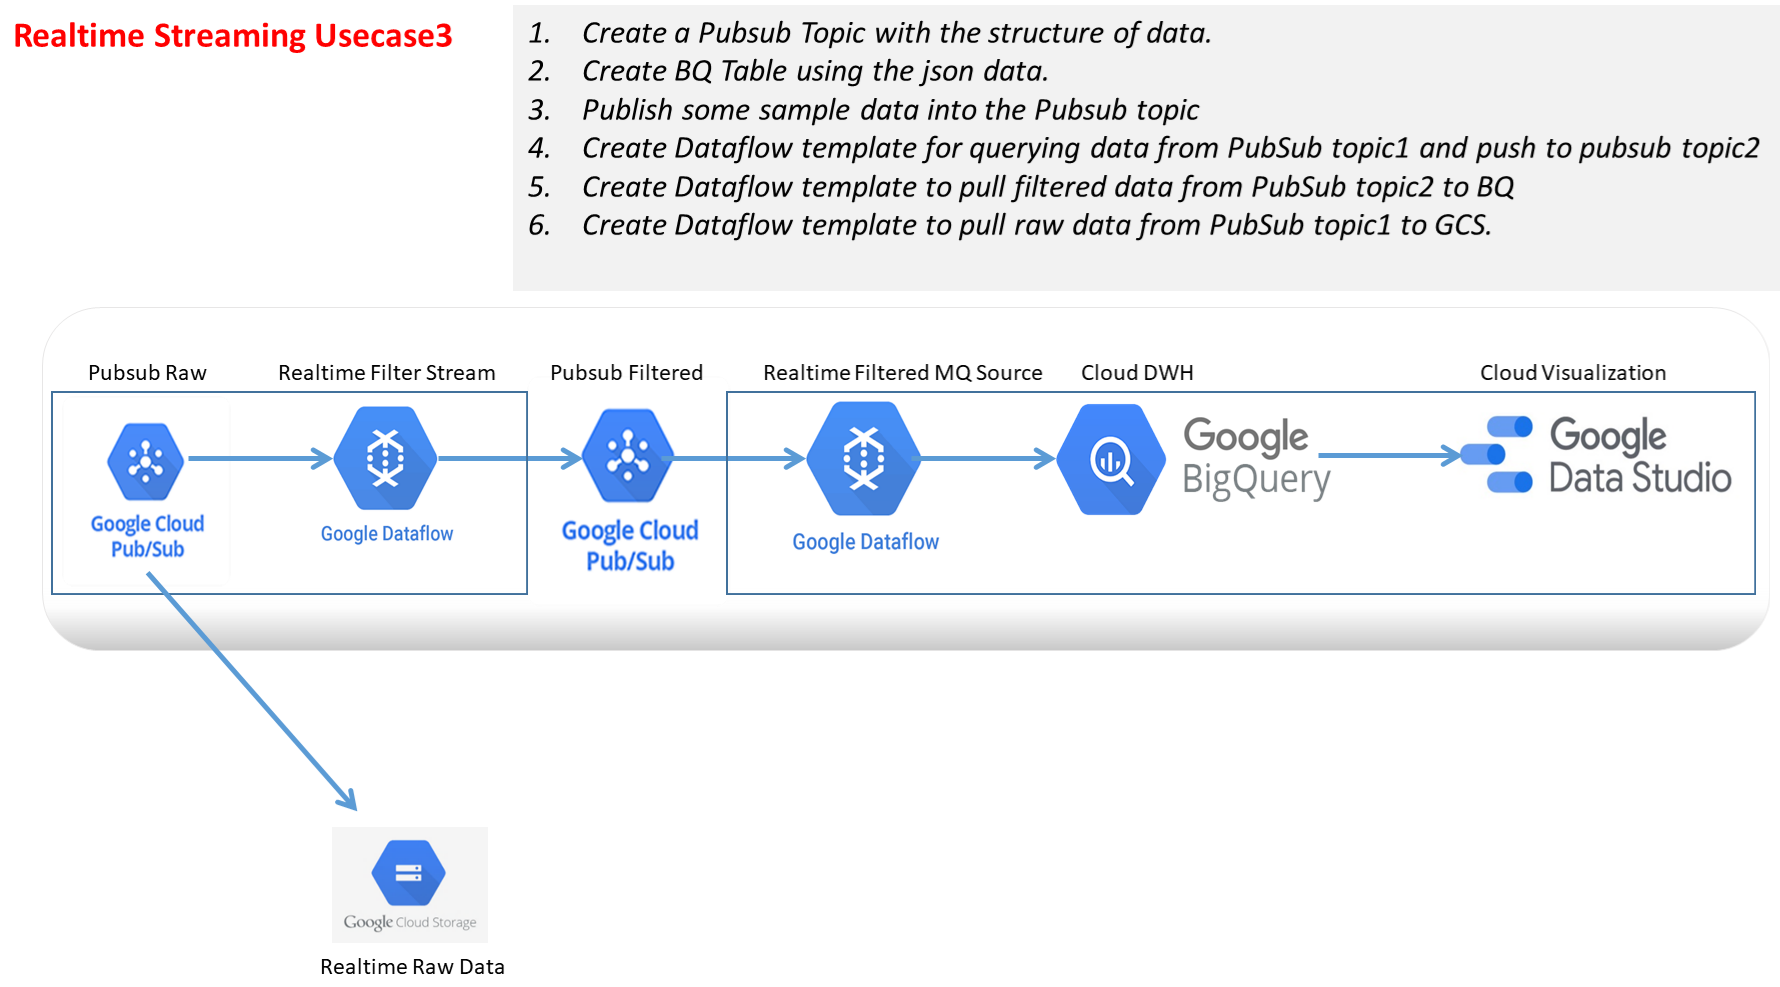 Realtime Streaming Usecase3
1. Create a Pubsub Topic with the structure of data.
2. Create BQ Table using the json data.
3. Publish some sample data into the Pubsub topic
4. Create Dataflow template for querying data from PubSub topic1 and push to pubsub topic2
5. Create Dataflow template to pull filtered data from PubSub topic2 to BQ
6. Create Dataflow template to pull raw data from PubSub topic1 to GCS.
Pubsub Raw
Realtime Filter Stream
Pubsub Filtered
Realtime Filtered MQ Source
Cloud DWH
Cloud Visualization
Google Cloud
Pub/Sub
Google Dataflow
Google Cloud
Pub/Sub
Google Dataflow
Google
BigQuery
Google
Data Studio
Google Cloud Storage
Realtime Raw Data